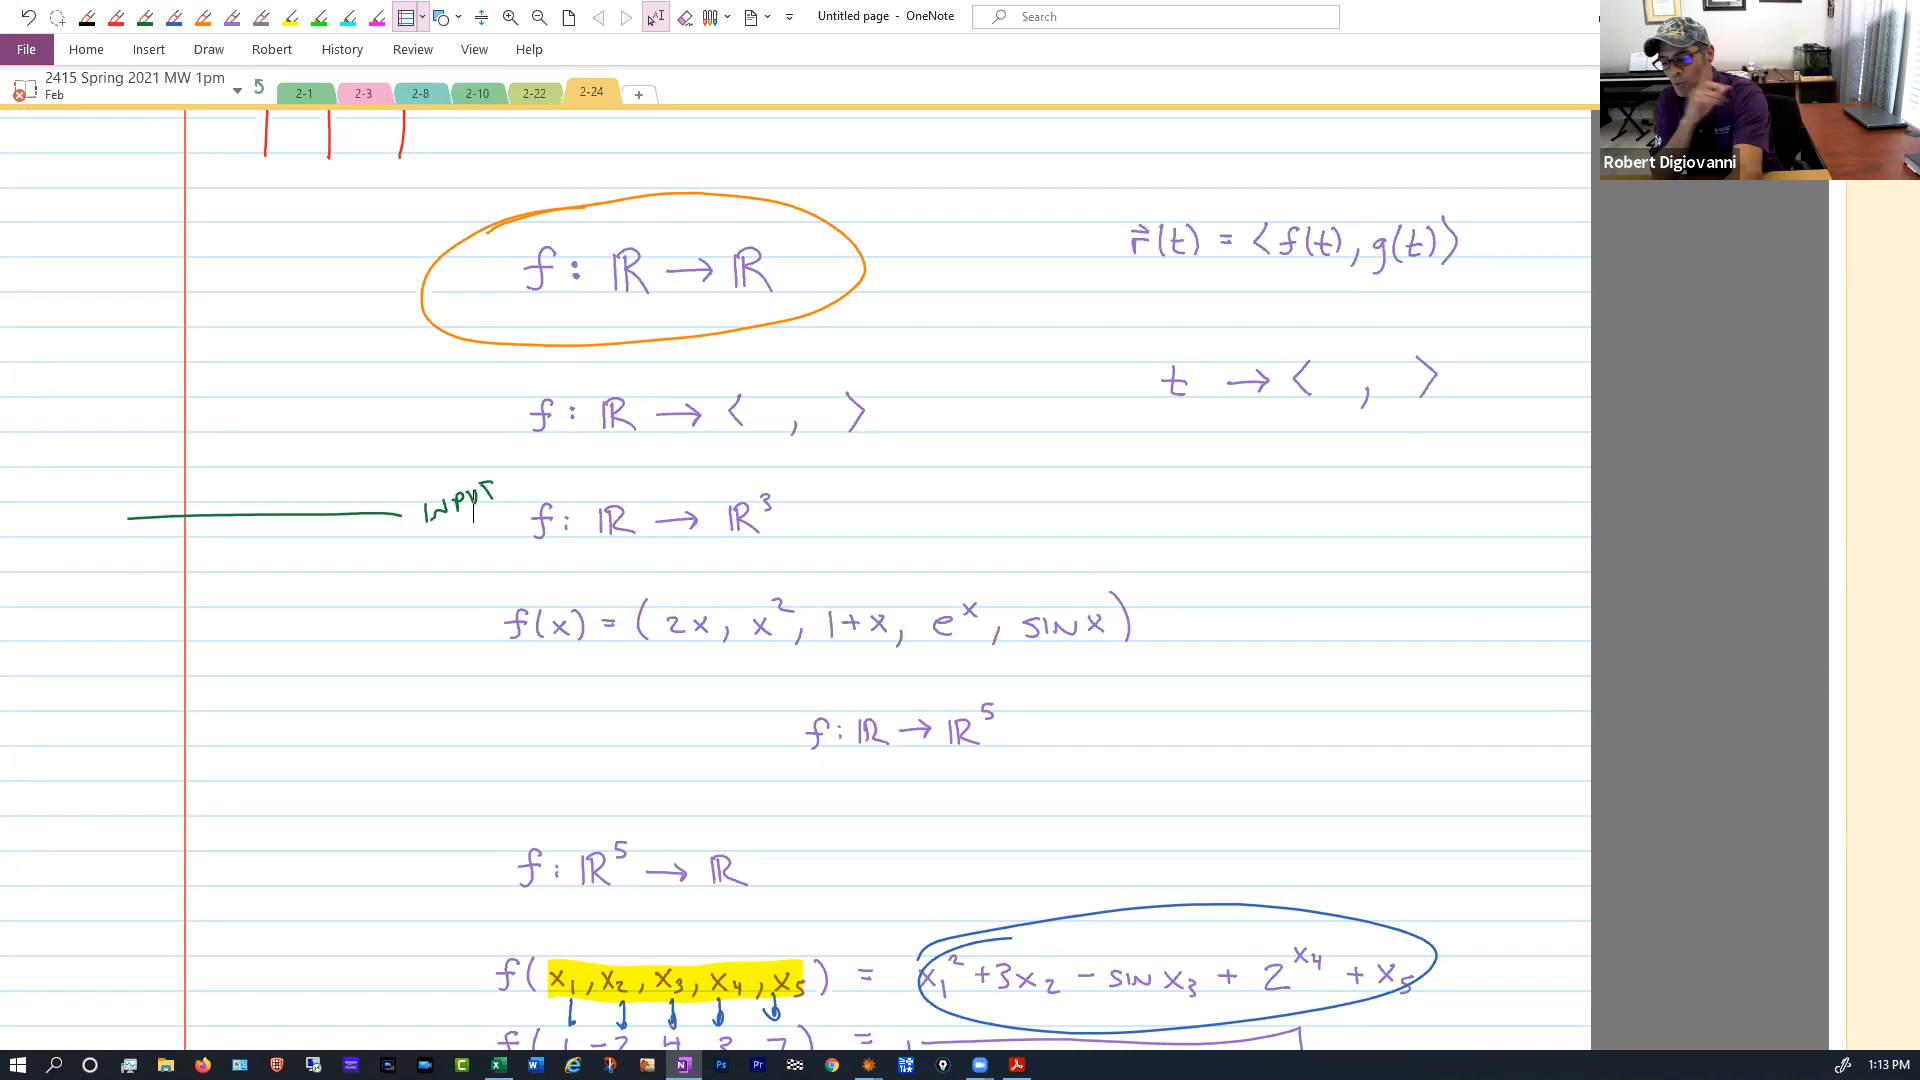 Untitled page - OneNote
Search
File Home Insert Draw Robert History Review View Help
2415 Spring 2021 MW 1pm
Feb
2-1 2-3 2-8 2-10 2-22 2-24 +
Robert Digiovanni
f : ℝ → ℝ
r⃗(t) = ⟨f(t), g(t)⟩
t → ⟨ , ⟩
f : ℝ → ⟨ , ⟩
INPUT
f : ℝ → ℝ³
f(x) = (2x, x², 1+x, eˣ, SIN x)
f : ℝ → ℝ⁵
f : ℝ⁵ → ℝ
f(x₁, x₂, x₃, x₄, x₅) = x₁² + 3x₂ - SIN x₃ + 2^x₄ + x₅
1:13 PM